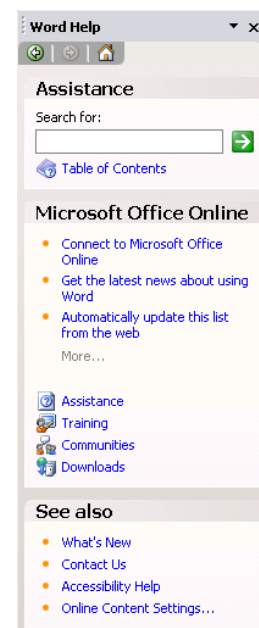 Word Help
Assistance
Search for:
Table of Contents
Microsoft Office Online
Connect to Microsoft Office
Online
Get the latest news about using
Word
Automatically update this list
from the web
More...
Assistance
Training
Communities
Downloads
See also
What's New
Contact Us
Accessibility Help
Online Content Settings...